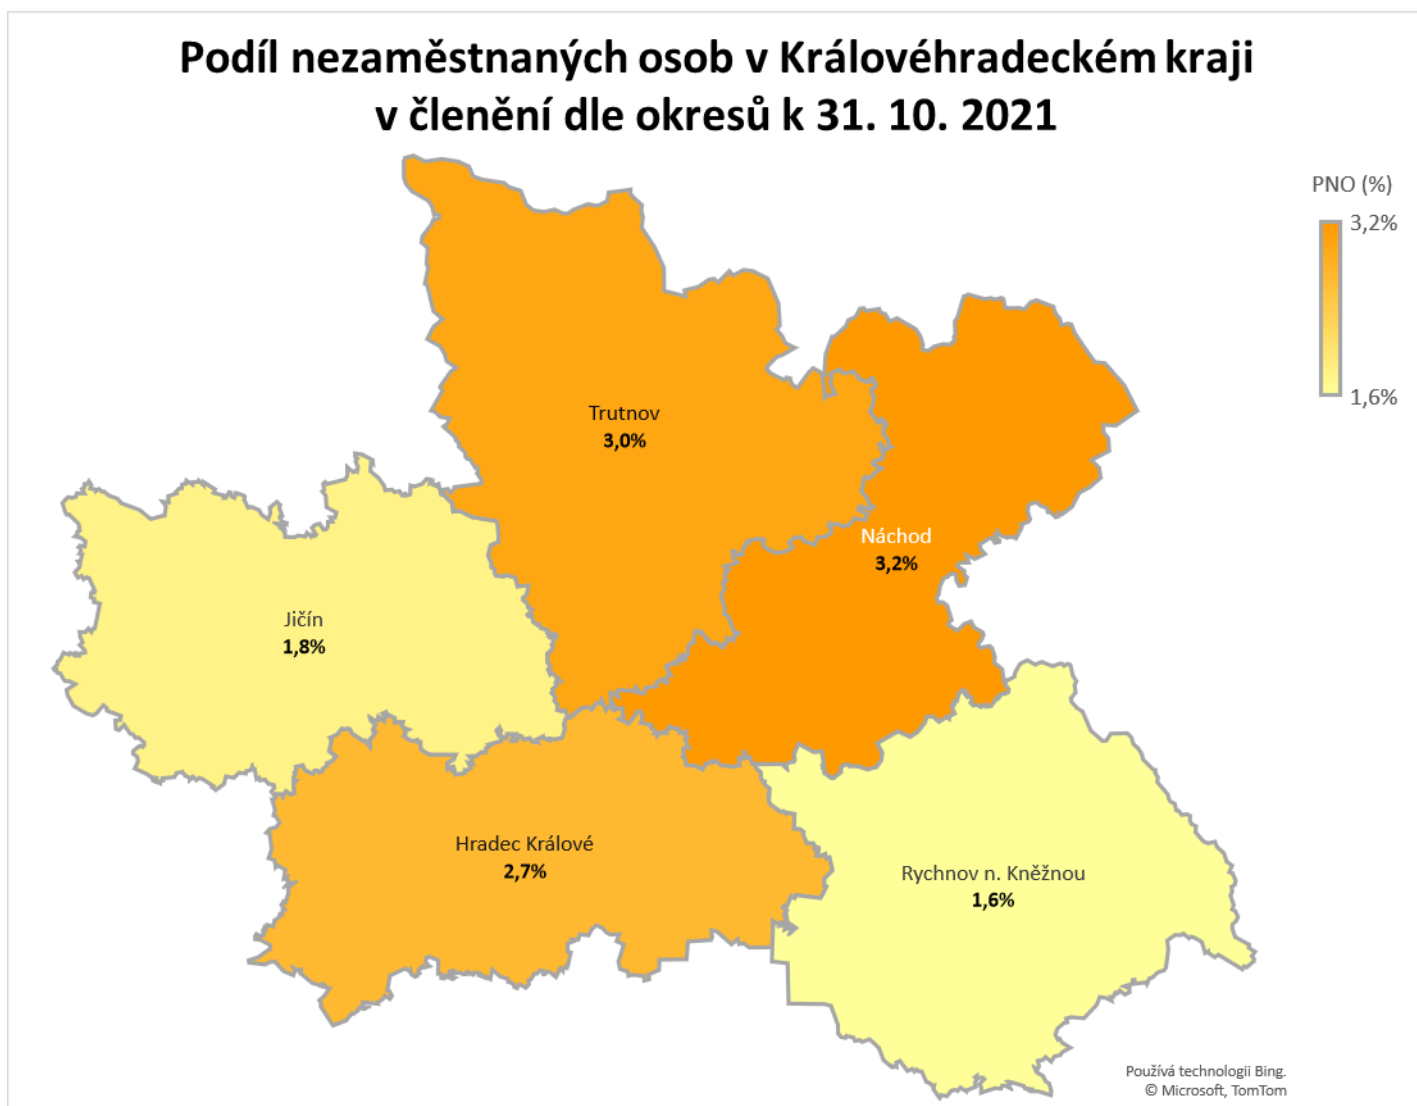 Podíl nezaměstnaných osob v Královéhradeckém kraji
v členění dle okresů k 31. 10. 2021
PNO (%)
3,2%
1,6%
Trutnov
3,0%
Náchod
3,2%
Jičín
1,8%
Hradec Králové
2,7%
Rychnov n. Kněžnou
1,6%
Používá technologii Bing.
© Microsoft, TomTom